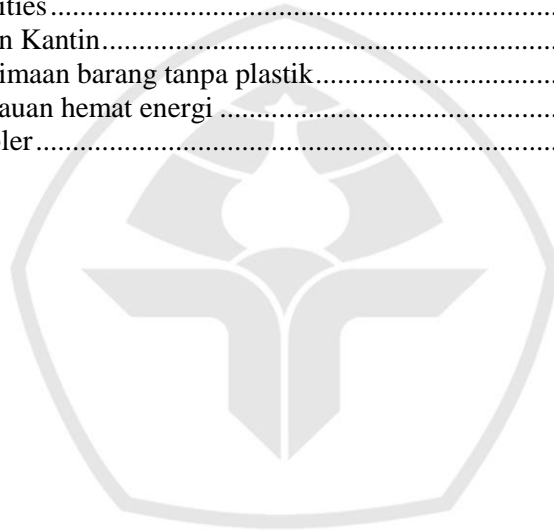 ities...................................................................................
n Kantin...........................................................................
imaan barang tanpa plastik.........................................
auan hemat energi .........................................................
ler......................................................................................